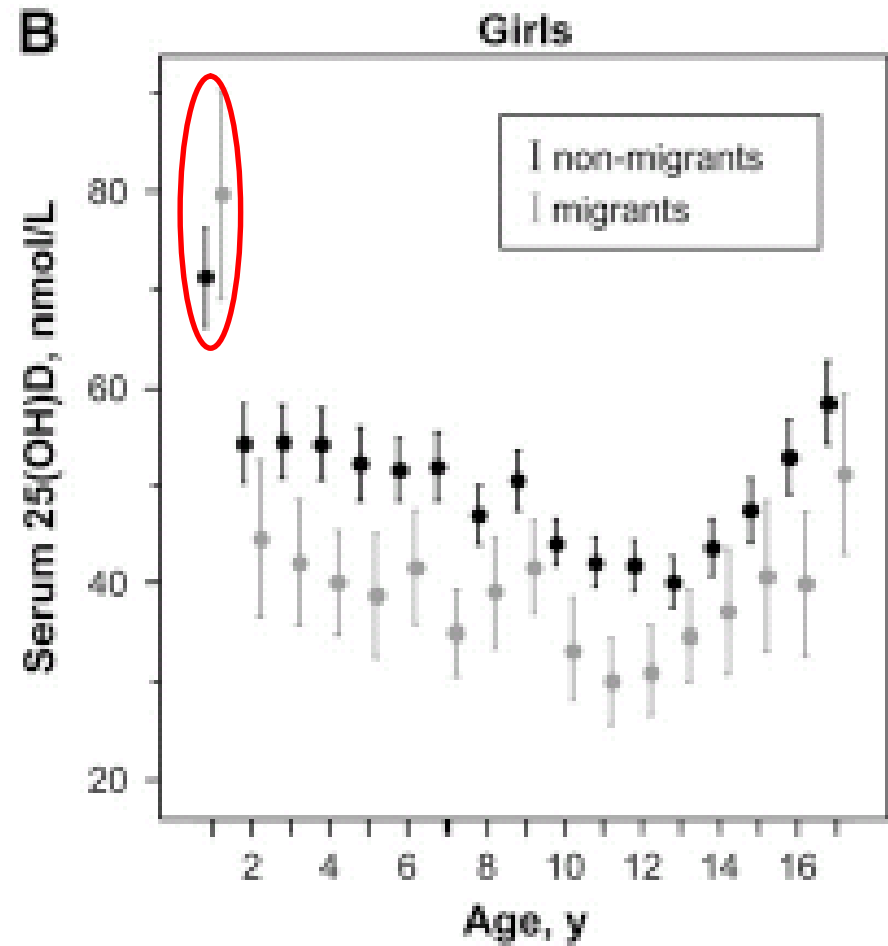 B
Girls
non-migrants
migrants
Serum 25(OH)D, nmol/L
80
60
40
20
2 4 6 8 10 12 14 16
Age, y